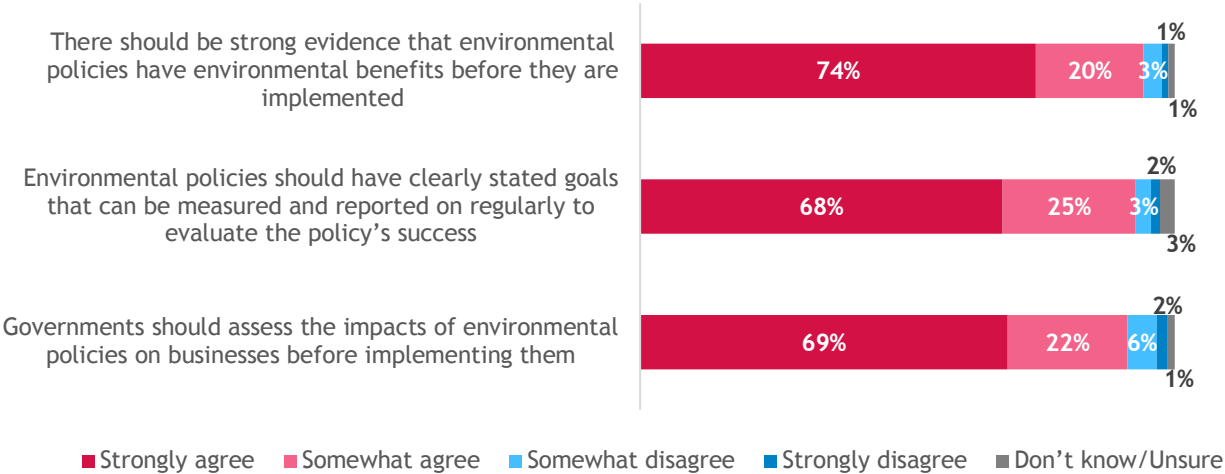 There should be strong evidence that environmental
policies have environmental benefits before they are
implemented
74%
20%
3%
1%
1%
Environmental policies should have clearly stated goals
that can be measured and reported on regularly to
evaluate the policy’s success
68%
25%
3%
2%
3%
Governments should assess the impacts of environmental
policies on businesses before implementing them
69%
22%
6%
2%
1%
Strongly agree
Somewhat agree
Somewhat disagree
Strongly disagree
Don’t know/Unsure